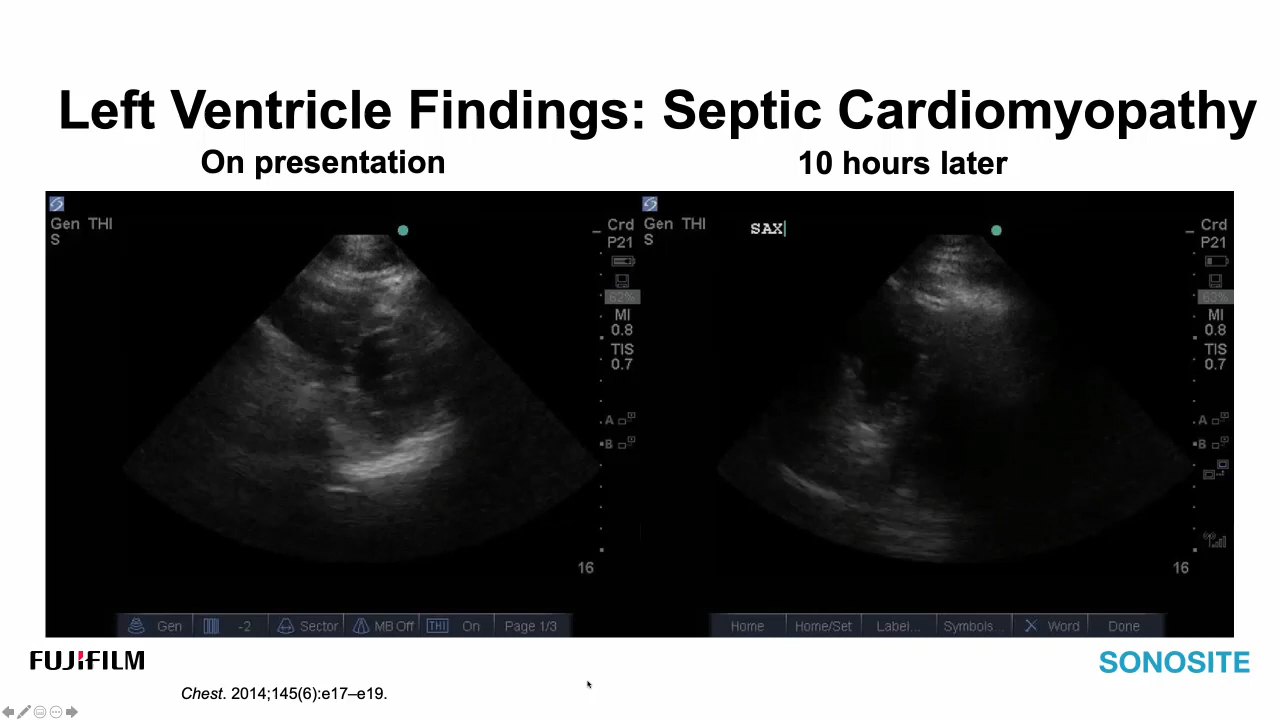 Left Ventricle Findings: Septic Cardiomyopathy
On presentation
10 hours later
Gen THI
S
Crd
P21
62%
MI
0.8
TIS
0.7
A
B
16
Gen -2 Sector MB Off THI On Page 1/3
Gen THI
S
SAX
Crd
P21
63%
MI
0.8
TIS
0.7
A
B
16
Home Home/Set Label... Symbols... X Word Done
FUJIFILM
SONOSITE
Chest. 2014;145(6):e17–e19.